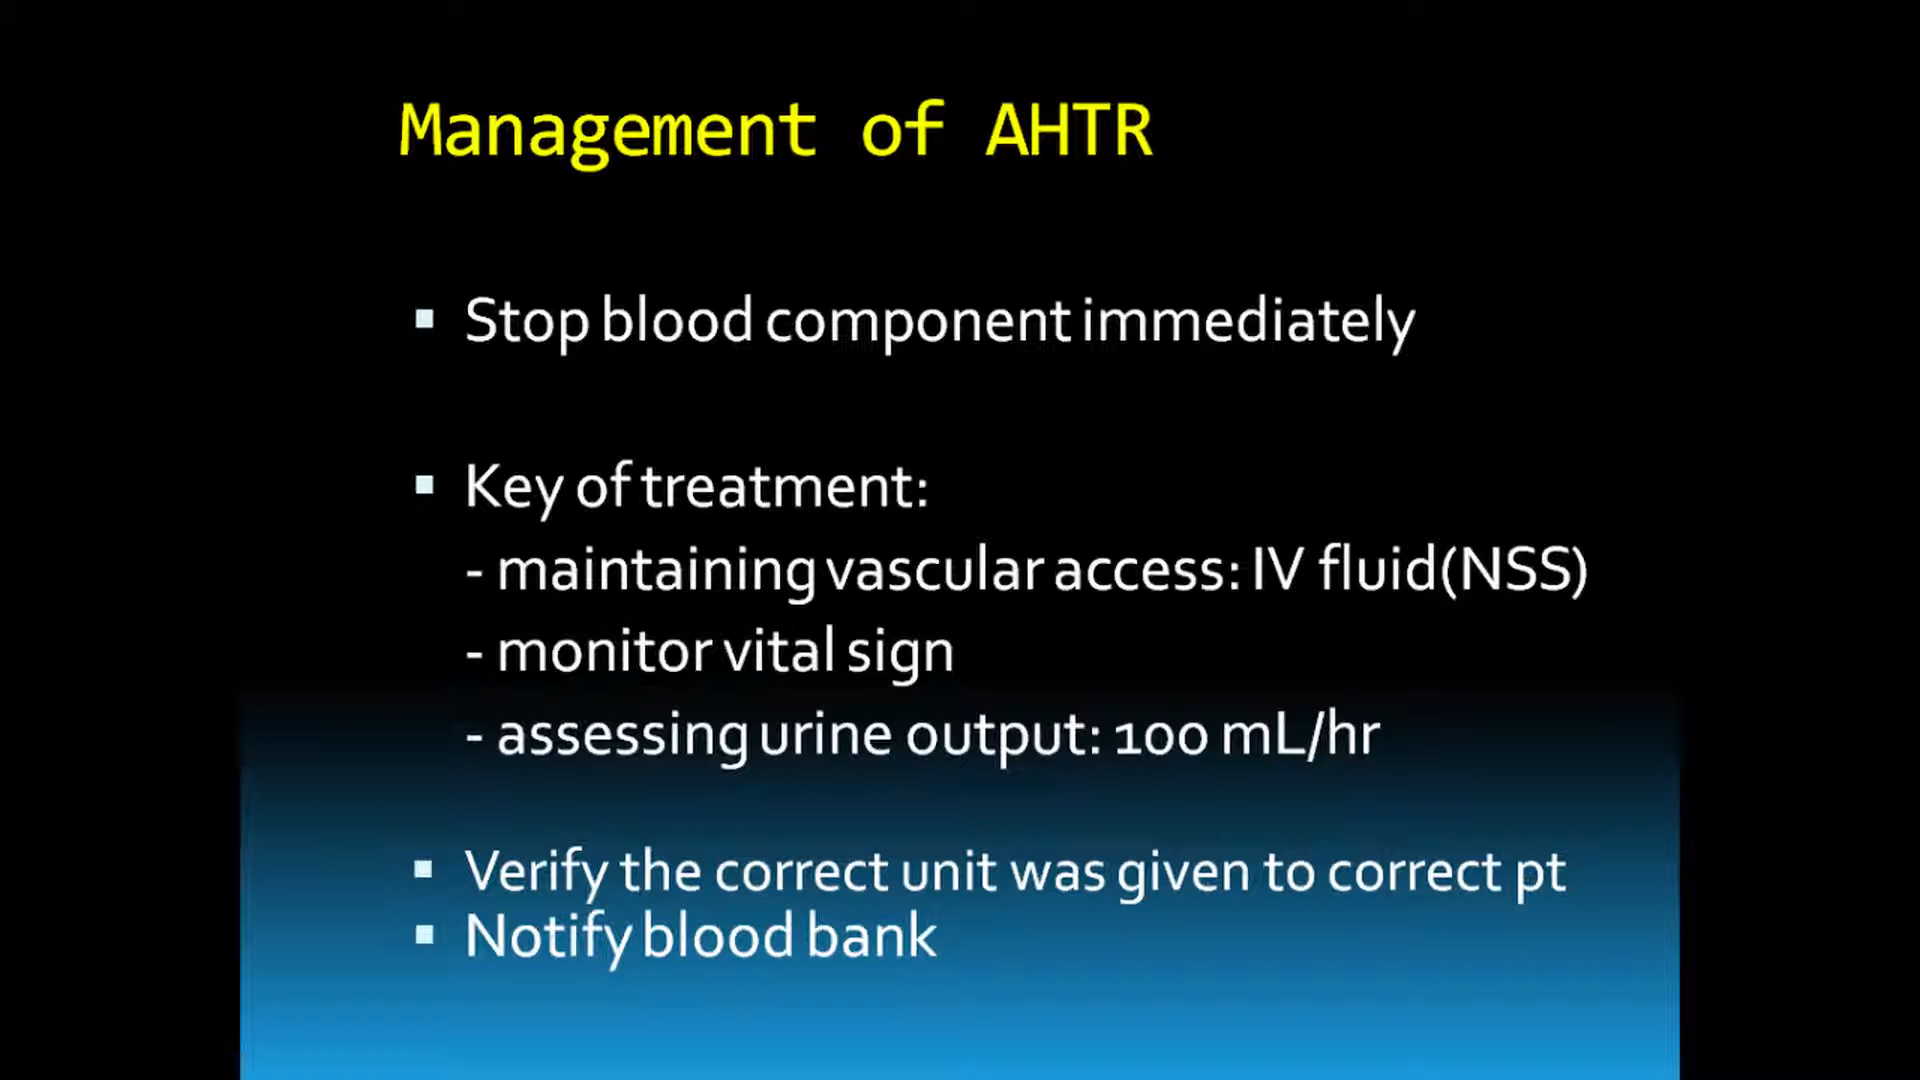 Management of AHTR
▪ Stop blood component immediately
▪ Key of treatment:
- maintaining vascular access: IV fluid(NSS)
- monitor vital sign
- assessing urine output: 100 mL/hr
▪ Verify the correct unit was given to correct pt
▪ Notify blood bank